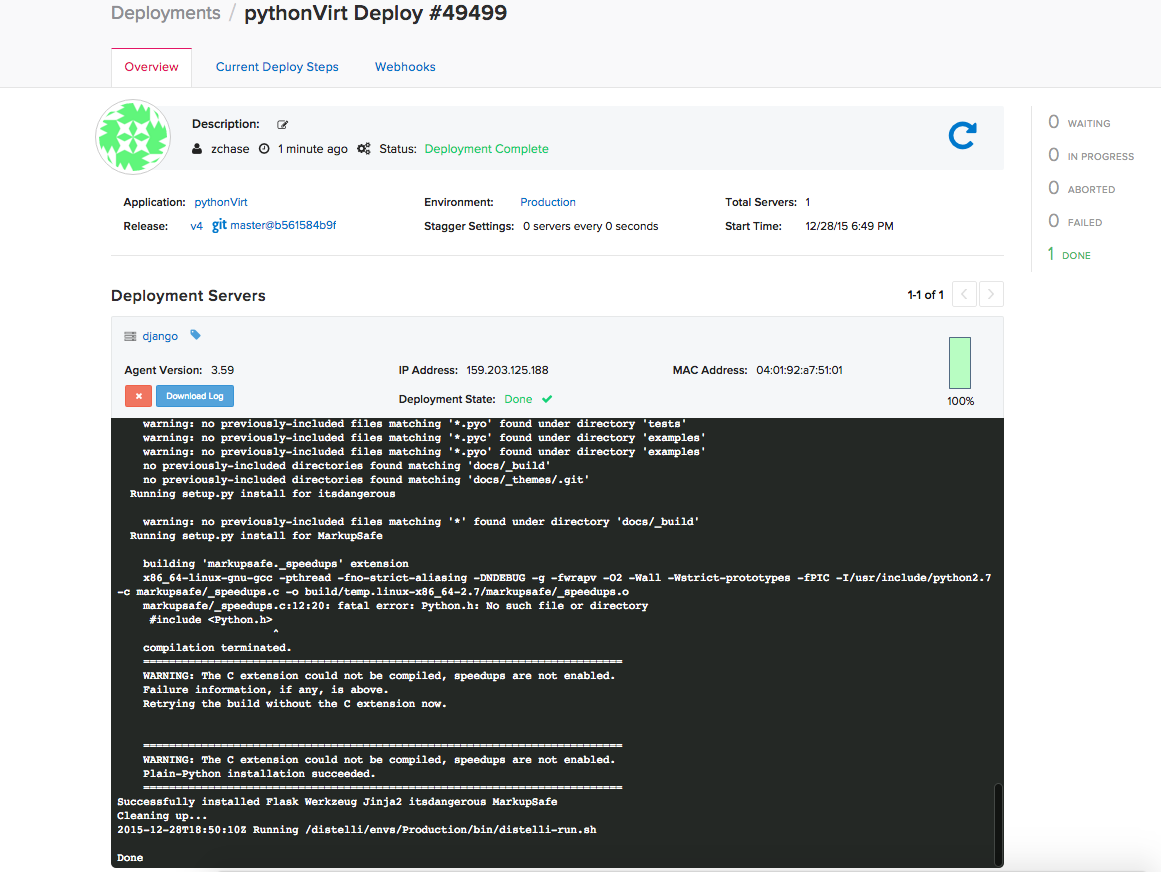 Deployments / pythonVirt Deploy #49499
Overview Current Deploy Steps Webhooks
Description:
zchase 1 minute ago Status: Deployment Complete
0 WAITING
0 IN PROGRESS
0 ABORTED
0 FAILED
1 DONE
Application: pythonVirt Environment: Production Total Servers: 1
Release: v4 git master@b561584b9f Stagger Settings: 0 servers every 0 seconds Start Time: 12/28/15 6:49 PM
Deployment Servers 1-1 of 1
django
Agent Version: 3.59 IP Address: 159.203.125.188 MAC Address: 04:01:92:a7:51:01
Download Log Deployment State: Done 100%
warning: no previously-included files matching '*.pyo' found under directory 'tests'
warning: no previously-included files matching '*.pyc' found under directory 'examples'
warning: no previously-included files matching '*.pyo' found under directory 'examples'
no previously-included directories found matching 'docs/_build'
no previously-included directories found matching 'docs/_themes/.git'
Running setup.py install for itsdangerous
warning: no previously-included files matching '*' found under directory 'docs/_build'
Running setup.py install for MarkupSafe
building 'markupsafe._speedups' extension
x86_64-linux-gnu-gcc -pthread -fno-strict-aliasing -DNDEBUG -g -fwrapv -O2 -Wall -Wstrict-prototypes -fPIC -I/usr/include/python2.7
-c markupsafe/_speedups.c -o build/temp.linux-x86_64-2.7/markupsafe/_speedups.o
markupsafe/_speedups.c:12:20: fatal error: Python.h: No such file or directory
#include <Python.h>
^
compilation terminated.
==========================================================================
WARNING: The C extension could not be compiled, speedups are not enabled.
Failure information, if any, is above.
Retrying the build without the C extension now.
==========================================================================
WARNING: The C extension could not be compiled, speedups are not enabled.
Plain-Python installation succeeded.
==========================================================================
Successfully installed Flask Werkzeug Jinja2 itsdangerous MarkupSafe
Cleaning up...
2015-12-28T18:50:10Z Running /distelli/envs/Production/bin/distelli-run.sh
Done